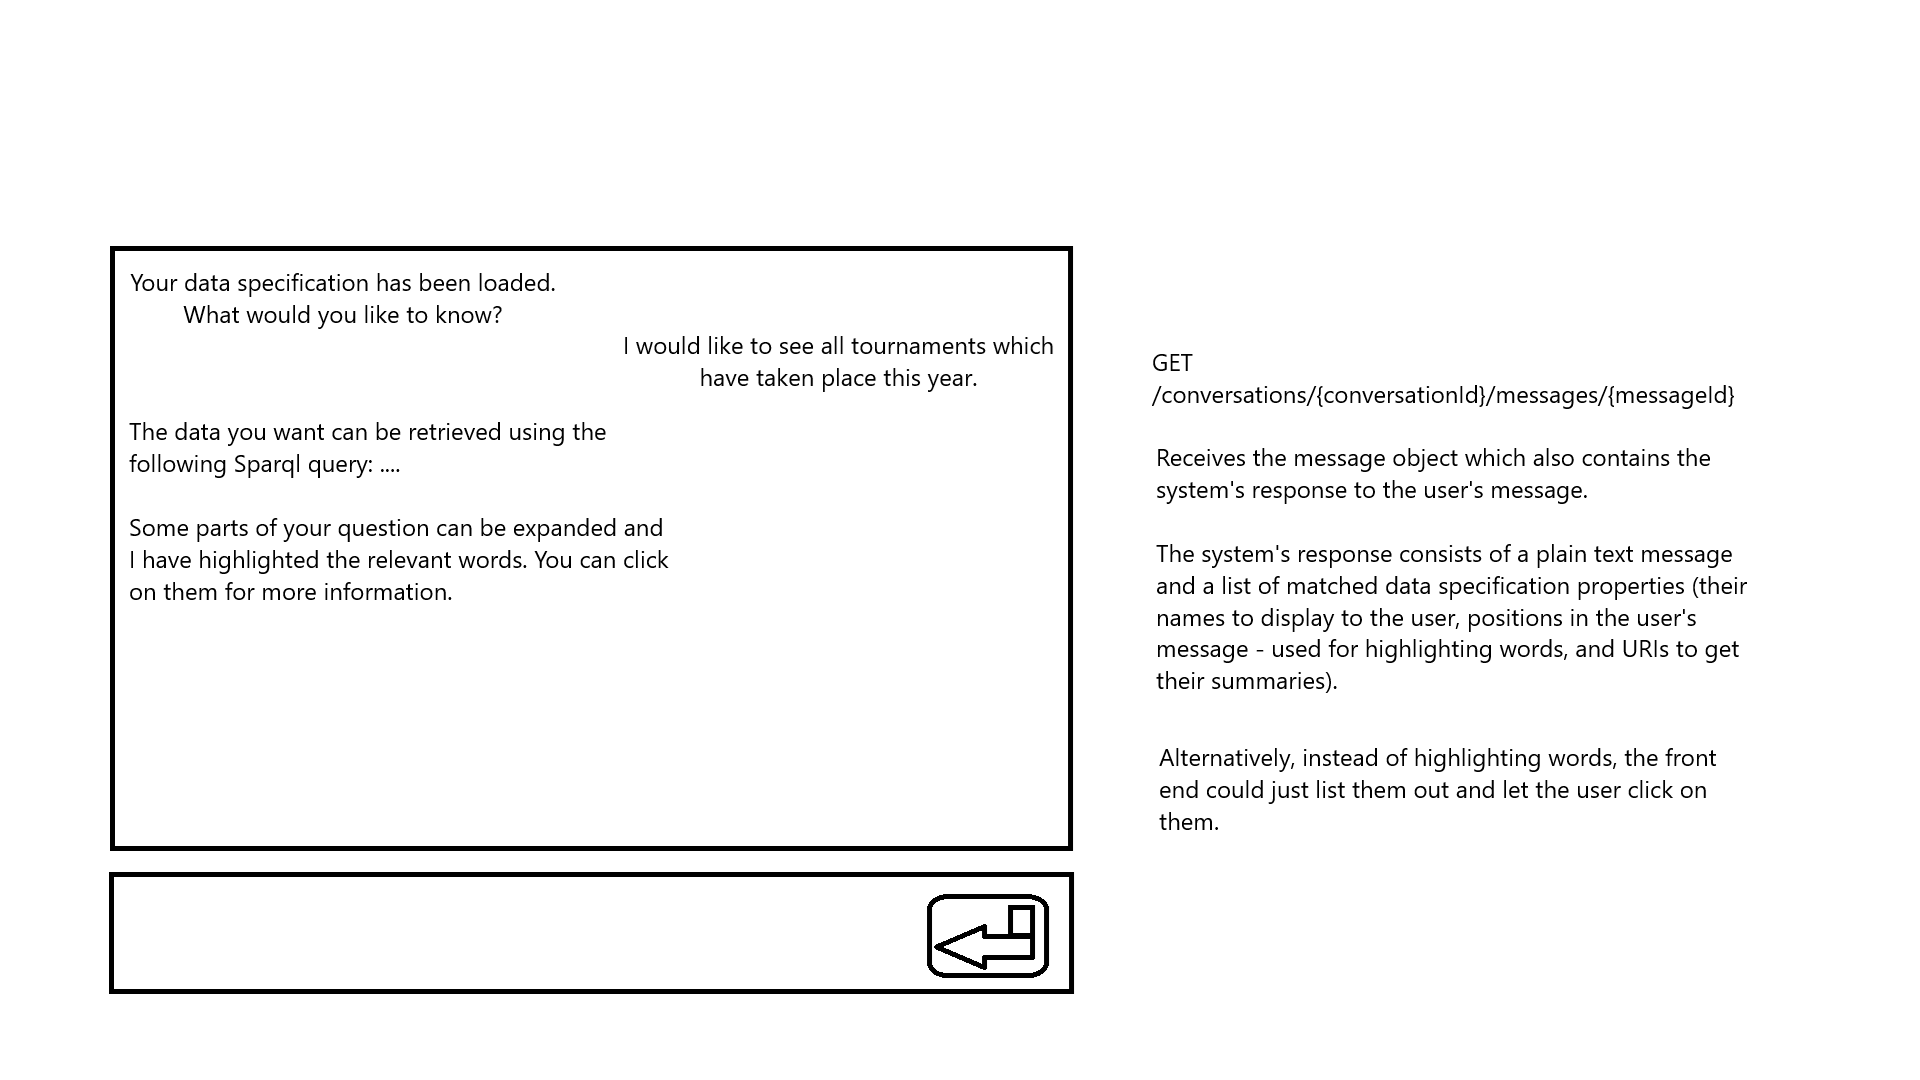 Your data specification has been loaded.
What would you like to know?
I would like to see all tournaments which
have taken place this year.
The data you want can be retrieved using the
following Sparql query: ....
Some parts of your question can be expanded and
I have highlighted the relevant words. You can click
on them for more information.
GET
/conversations/{conversationId}/messages/{messageId}
Receives the message object which also contains the
system's response to the user's message.
The system's response consists of a plain text message
and a list of matched data specification properties (their
names to display to the user, positions in the user's
message - used for highlighting words, and URIs to get
their summaries).
Alternatively, instead of highlighting words, the front
end could just list them out and let the user click on
them.